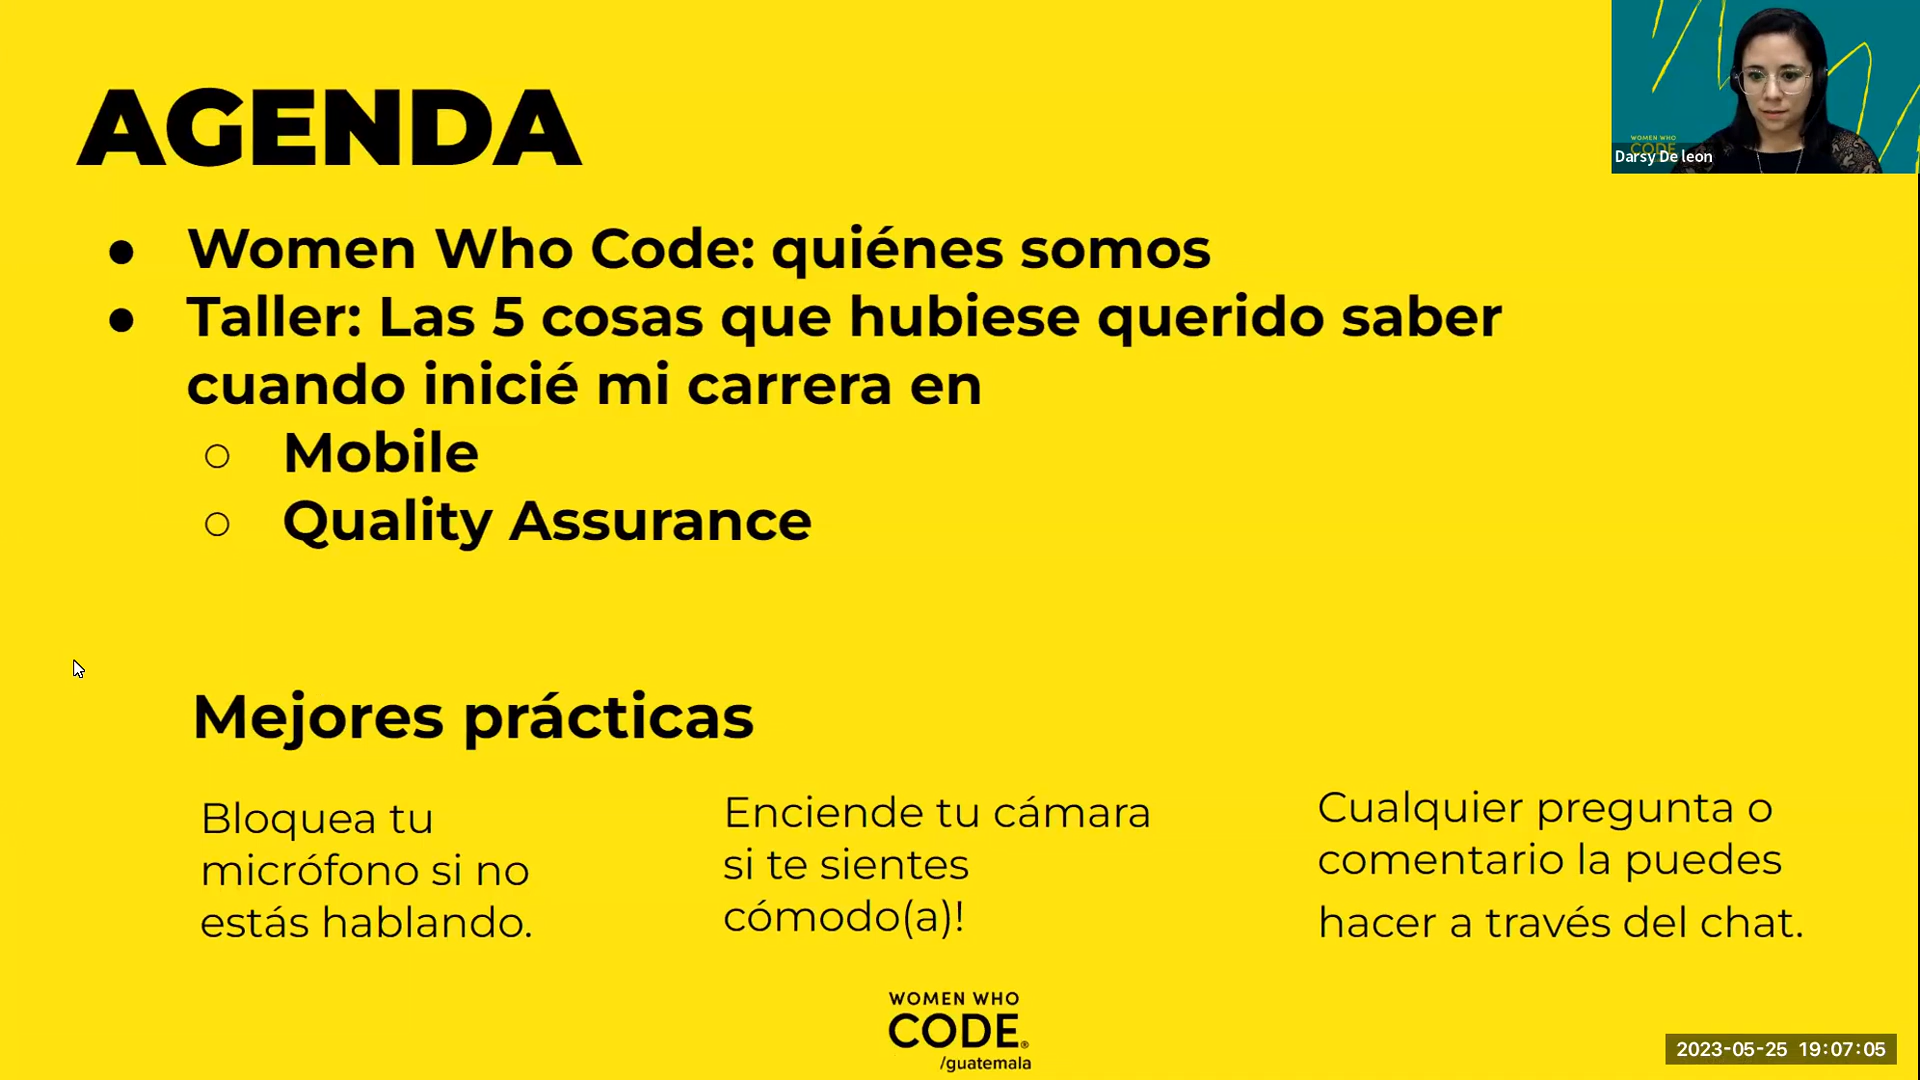 AGENDA
● Women Who Code: quiénes somos
● Taller: Las 5 cosas que hubiese querido saber
cuando inicié mi carrera en
○ Mobile
○ Quality Assurance
Mejores prácticas
Bloquea tu
micrófono si no
estás hablando.
Enciende tu cámara
si te sientes
cómodo(a)!
Cualquier pregunta o
comentario la puedes
hacer a través del chat.
WOMEN WHO
CODE®
/guatemala
WOMEN WHO
CODE
Darsy De leon
2023-05-25 19:07:05